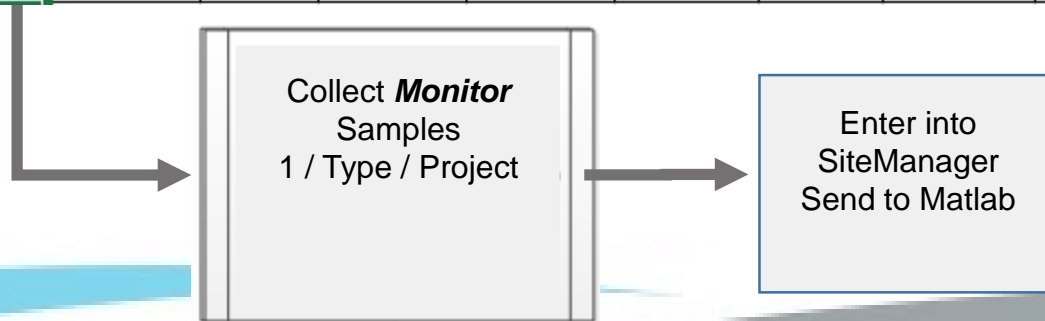 Collect Monitor
Samples
1 / Type / Project
Enter into
SiteManager
Send to Matlab